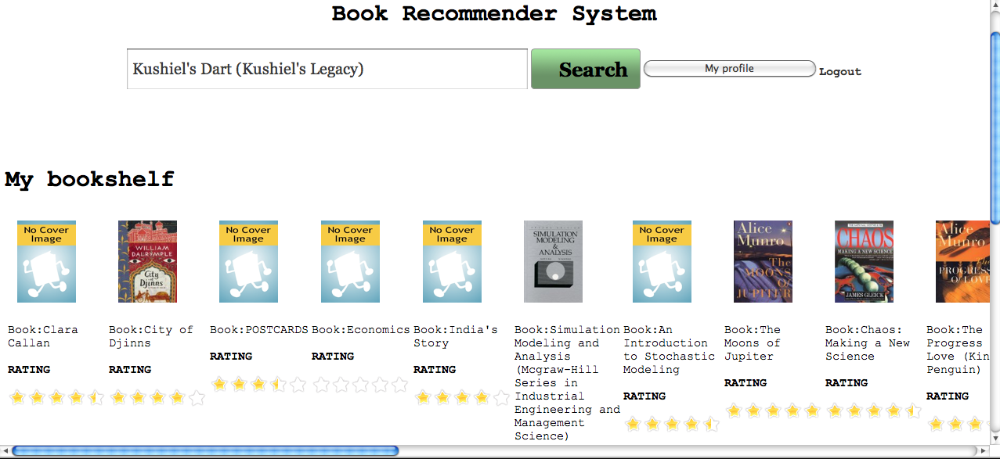 Book Recommender System
Kushiel's Dart (Kushiel's Legacy)
Search
My profile
Logout
My bookshelf
No Cover
Image
WILLIAM
DALRYMPLE
City
of
Djinns
No Cover
Image
No Cover
Image
No Cover
Image
SIMULATION
MODELING
&
ANALYSIS
No Cover
Image
Alice
Munro
The
MOONS
OF
JUPITER
CHAOS
MAKING A NEW SCIENCE
JAMES GLEICK
Alice
Munro
The
PROGRESS
OF LOVE
Book:Clara
Callan
RATING
Book:City of
Djinns
RATING
Book:POSTCARDS
RATING
Book:Economics
RATING
Book:India's
Story
RATING
Book:Simulation
Modeling and
Analysis
(Mcgraw-Hill
Series in
Industrial
Engineering and
Management
Science)
Book:An
Introduction
to Stochastic
Modeling
RATING
Book:The
Moons of
Jupiter
RATING
Book:Chaos:
Making a New
Science
RATING
Book:The
Progress
Love (Kin
Penguin)
RATING